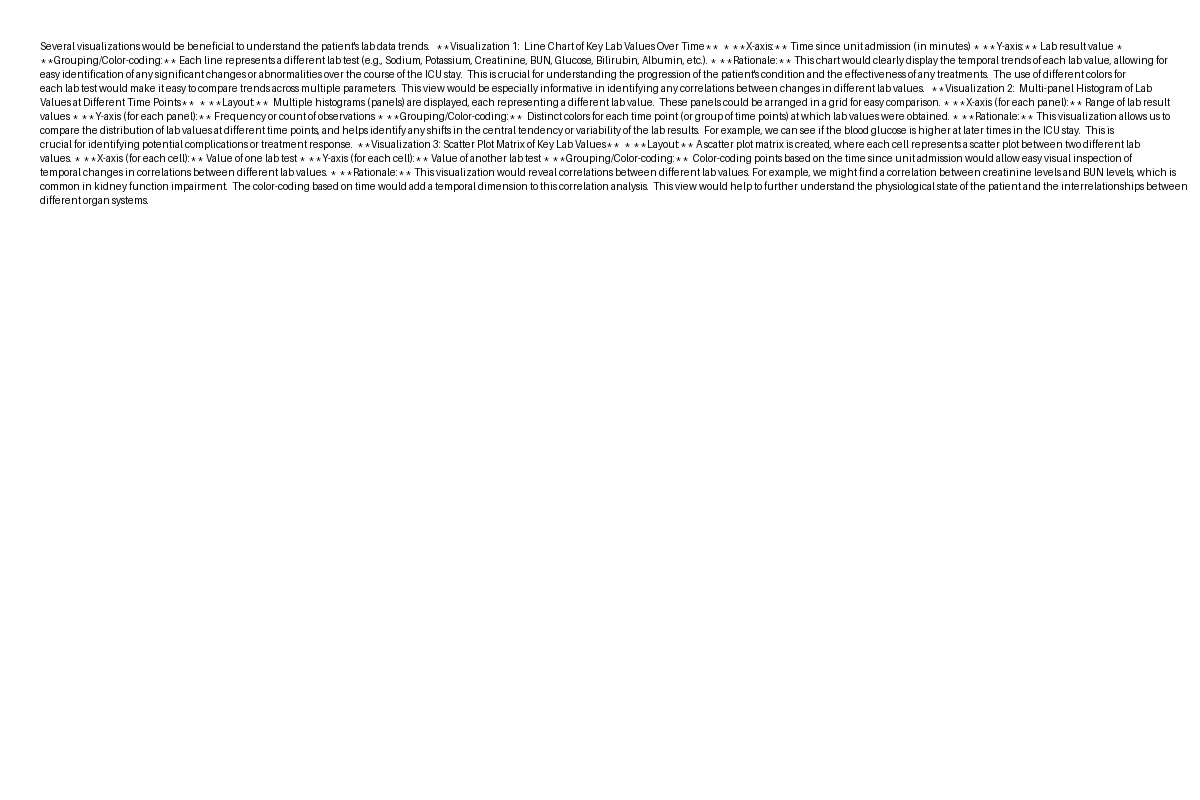 Several visualizations would be beneficial to understand the patient's lab data trends.   **Visualization 1:  Line Chart of Key Lab Values Over Time**  * **X-axis:** Time since unit admission (in minutes) * **Y-axis:** Lab result value *
**Grouping/Color-coding:** Each line represents a different lab test (e.g., Sodium, Potassium, Creatinine, BUN, Glucose, Bilirubin, Albumin, etc.). * **Rationale:** This chart would clearly display the temporal trends of each lab value, allowing for
easy identification of any significant changes or abnormalities over the course of the ICU stay.  This is crucial for understanding the progression of the patient's condition and the effectiveness of any treatments.  The use of different colors for
each lab test would make it easy to compare trends across multiple parameters.  This view would be especially informative in identifying any correlations between changes in different lab values.   **Visualization 2:  Multi-panel Histogram of Lab
Values at Different Time Points**  * **Layout:**  Multiple histograms (panels) are displayed, each representing a different lab value.  These panels could be arranged in a grid for easy comparison. * **X-axis (for each panel):** Range of lab result
values * **Y-axis (for each panel):** Frequency or count of observations * **Grouping/Color-coding:**  Distinct colors for each time point (or group of time points) at which lab values were obtained. * **Rationale:** This visualization allows us to
compare the distribution of lab values at different time points, and helps identify any shifts in the central tendency or variability of the lab results.  For example, we can see if the blood glucose is higher at later times in the ICU stay.  This is
crucial for identifying potential complications or treatment response.  **Visualization 3: Scatter Plot Matrix of Key Lab Values**  * **Layout:** A scatter plot matrix is created, where each cell represents a scatter plot between two different lab
values. * **X-axis (for each cell):** Value of one lab test * **Y-axis (for each cell):** Value of another lab test * **Grouping/Color-coding:**  Color-coding points based on the time since unit admission would allow easy visual inspection of
temporal changes in correlations between different lab values. * **Rationale:** This visualization would reveal correlations between different lab values. For example, we might find a correlation between creatinine levels and BUN levels, which is
common in kidney function impairment.  The color-coding based on time would add a temporal dimension to this correlation analysis.  This view would help to further understand the physiological state of the patient and the interrelationships between
different organ systems.